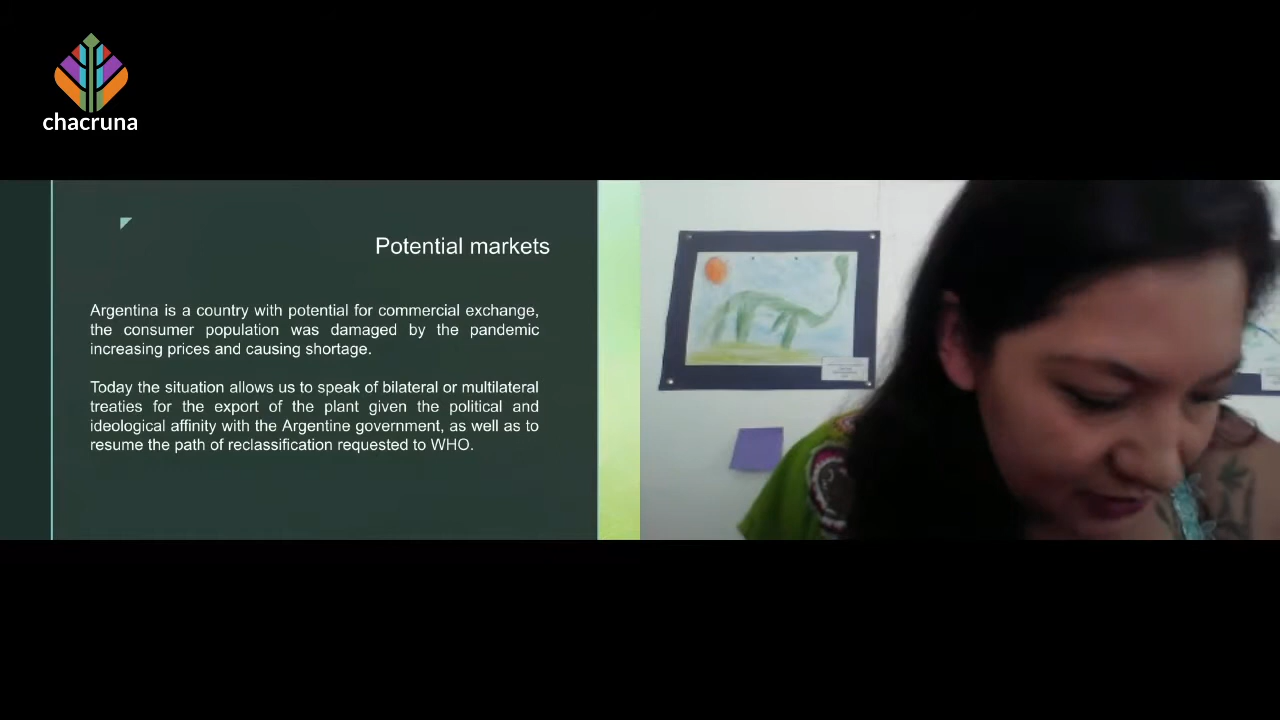 chacruna
Potential markets
Argentina is a country with potential for commercial exchange,
the consumer population was damaged by the pandemic
increasing prices and causing shortage.
Today the situation allows us to speak of bilateral or multilateral
treaties for the export of the plant given the political and
ideological affinity with the Argentine government, as well as to
resume the path of reclassification requested to WHO.